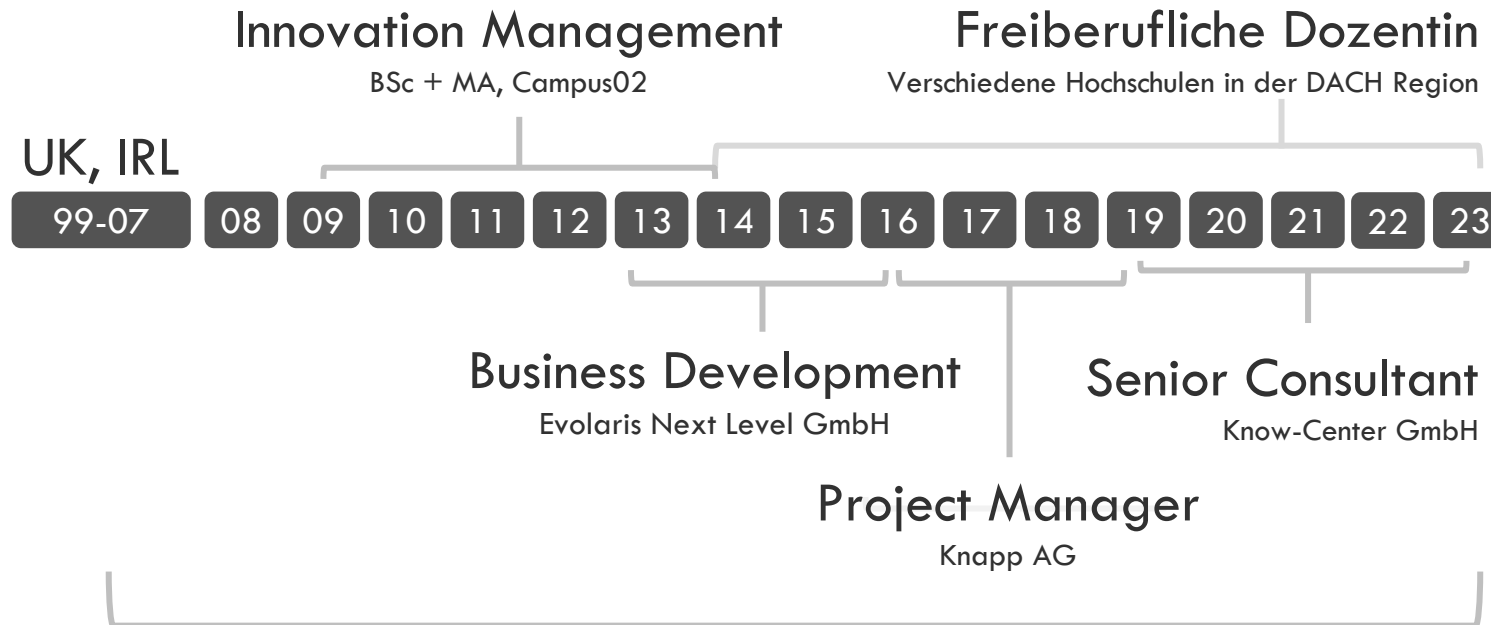 Innovation Management
BSc + MA, Campus02
Freiberufliche Dozentin
Verschiedene Hochschulen in der DACH Region
UK, IRL
99-07 08 09 10 11 12 13 14 15 16 17 18 19 20 21 22 23
Business Development
Evolaris Next Level GmbH
Senior Consultant
Know-Center GmbH
Project Manager
Knapp AG